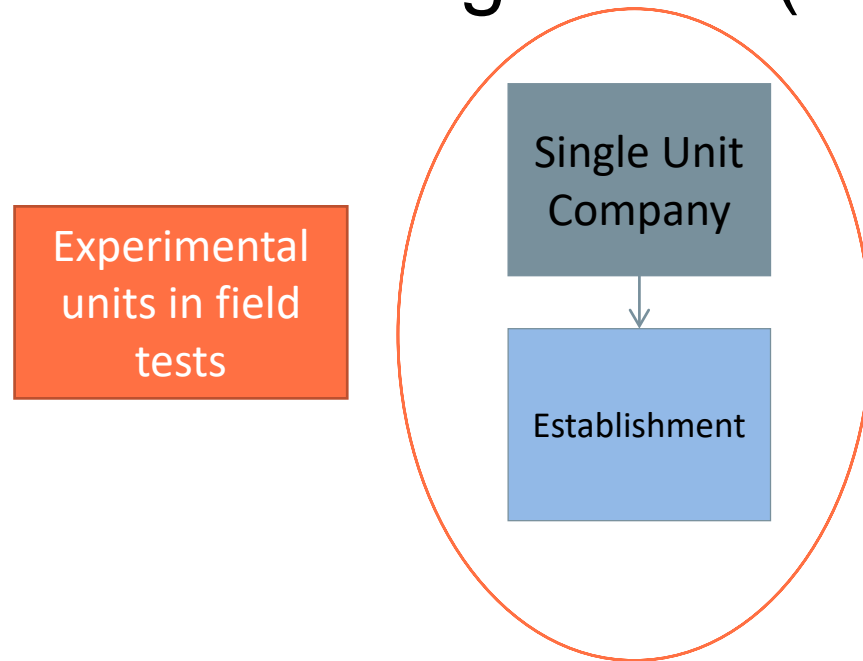 Single Unit
Company
Experimental
units in field
tests
Establishment